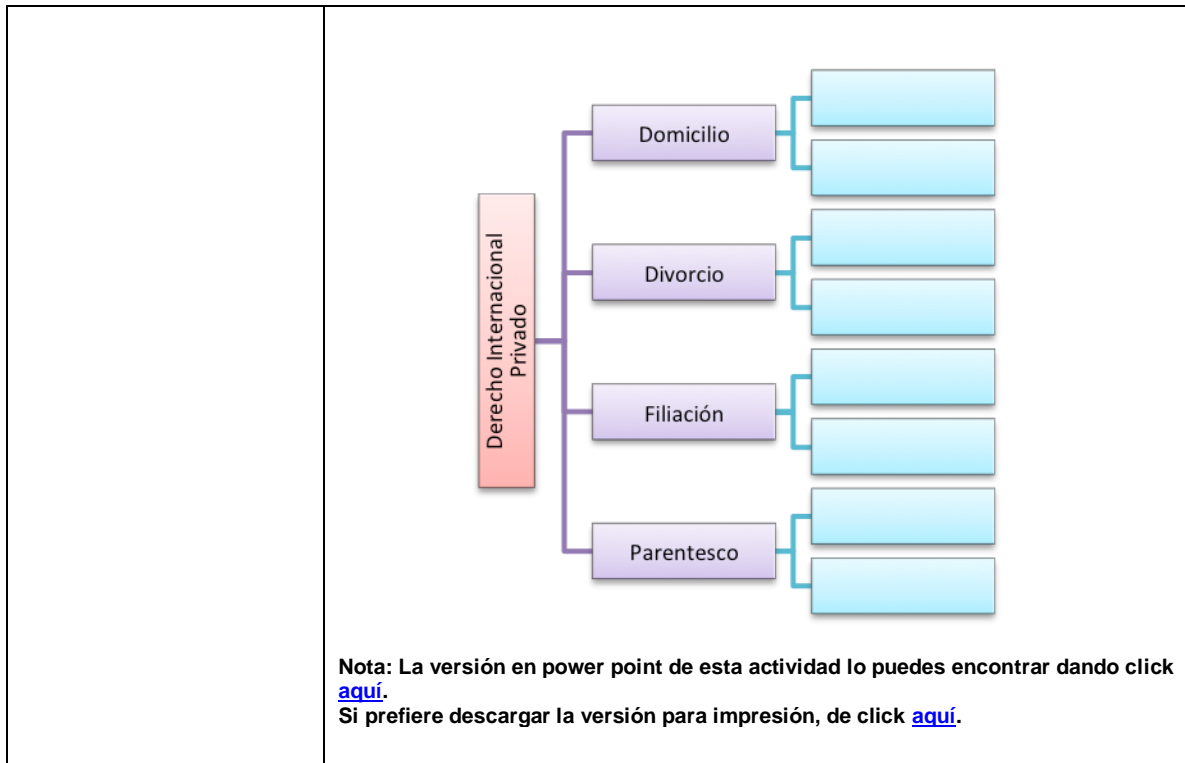 Derecho Internacional
Privado
Domicilio
Divorcio
Filiación
Parentesco
Nota: La versión en power point de esta actividad lo puedes encontrar dando click
aquí.
Si prefiere descargar la versión para impresión, de click aquí.